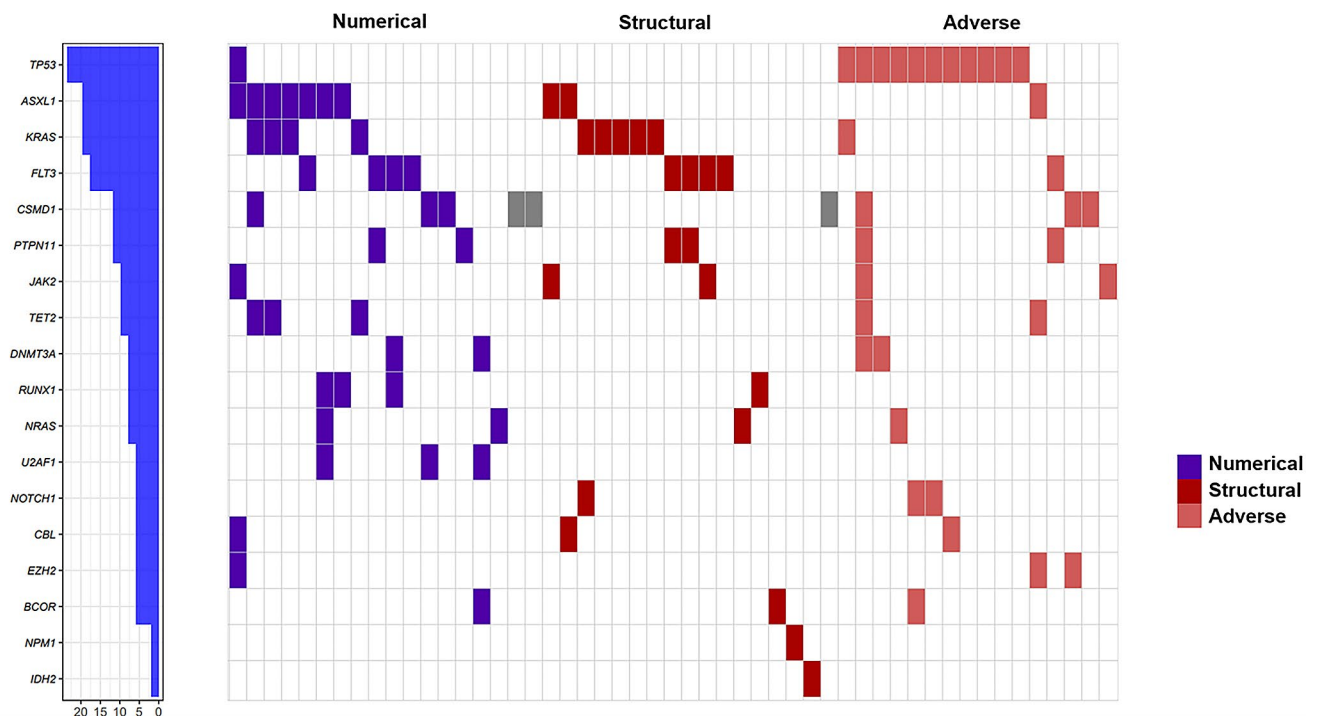 Numerical Structural Adverse
TP53
ASXL1
KRAS
FLT3
CSMD1
PTPN11
JAK2
TET2
DNMT3A
RUNX1
NRAS
U2AF1
NOTCH1
CBL
EZH2
BCOR
NPM1
IDH2
20 15 10 5 0
Numerical
Structural
Adverse